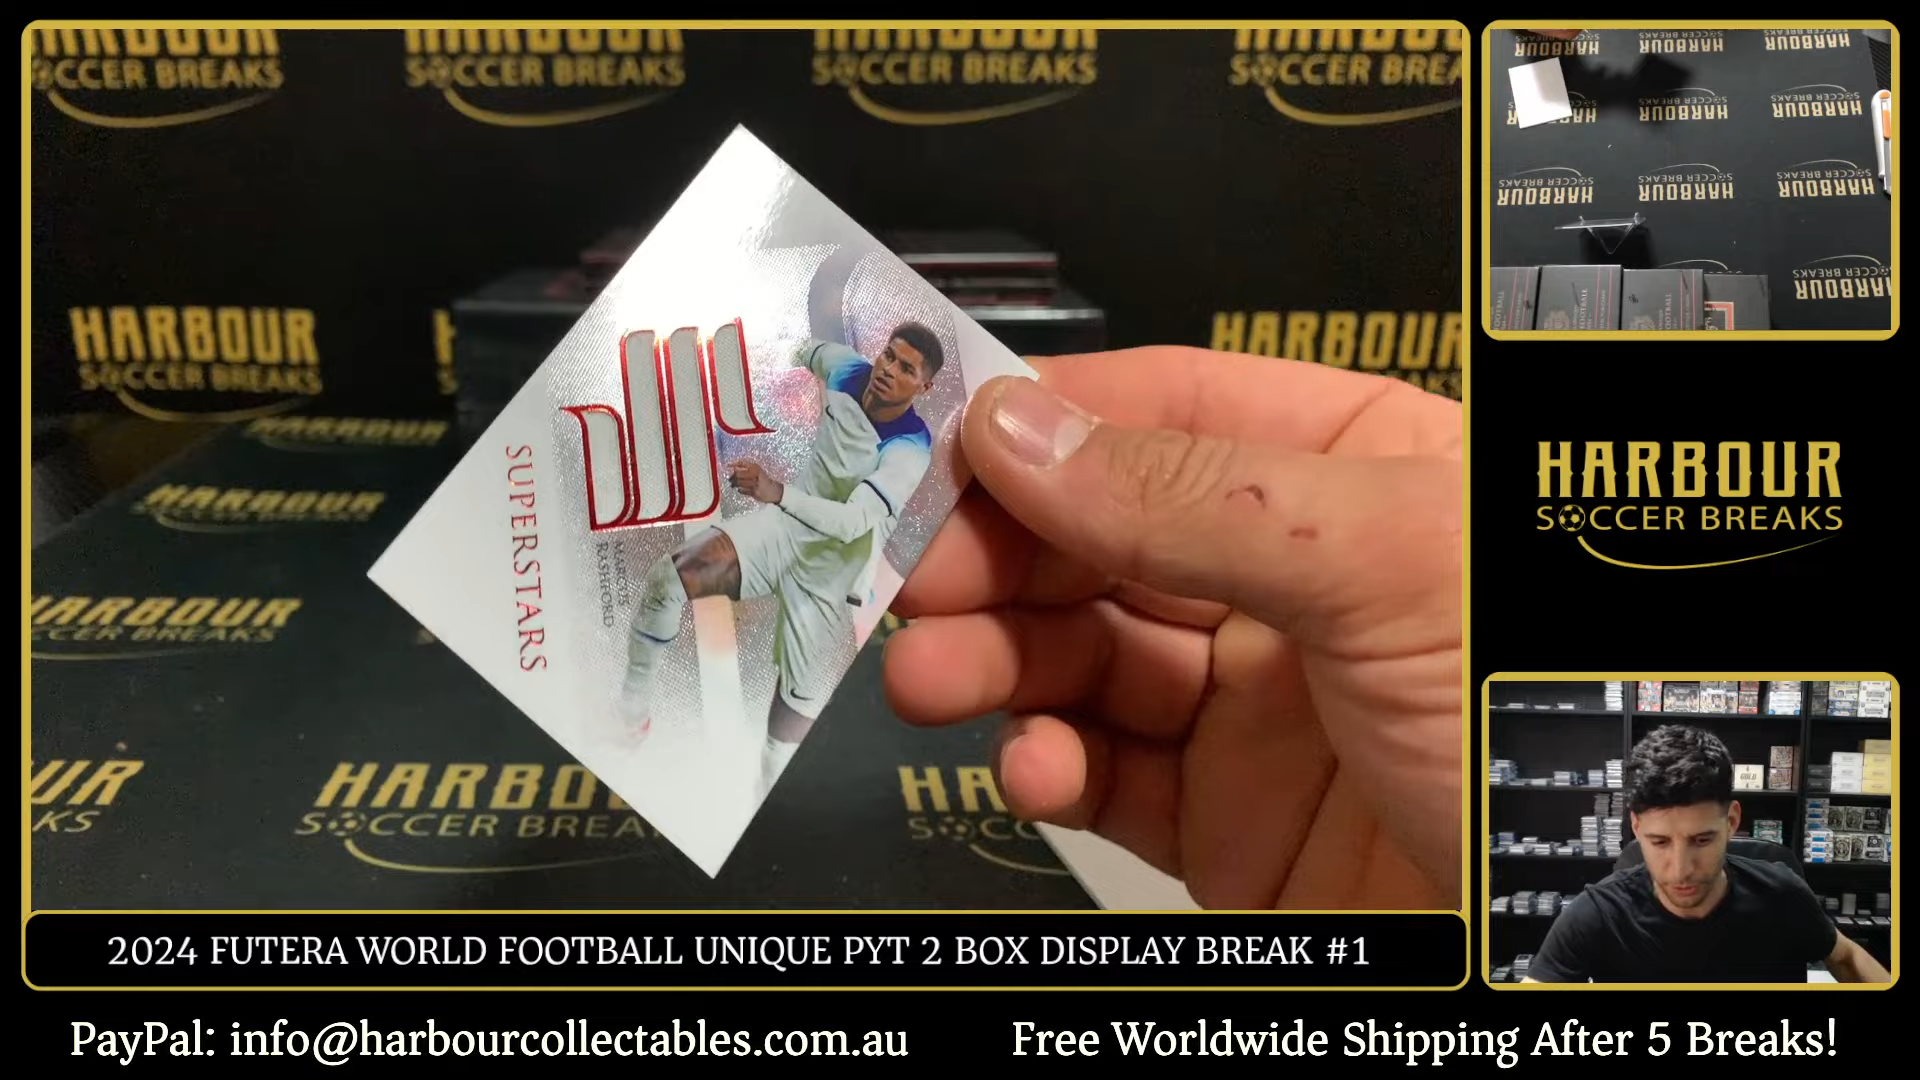 HARBOUR
SOCCER BREAKS
SUPERSTARS
MARCUS
RASHFORD
HARBOUR
SOCCER BREAKS
2024 FUTERA WORLD FOOTBALL UNIQUE PYT 2 BOX DISPLAY BREAK #1
PayPal: info@harbourcollectables.com.au
Free Worldwide Shipping After 5 Breaks!